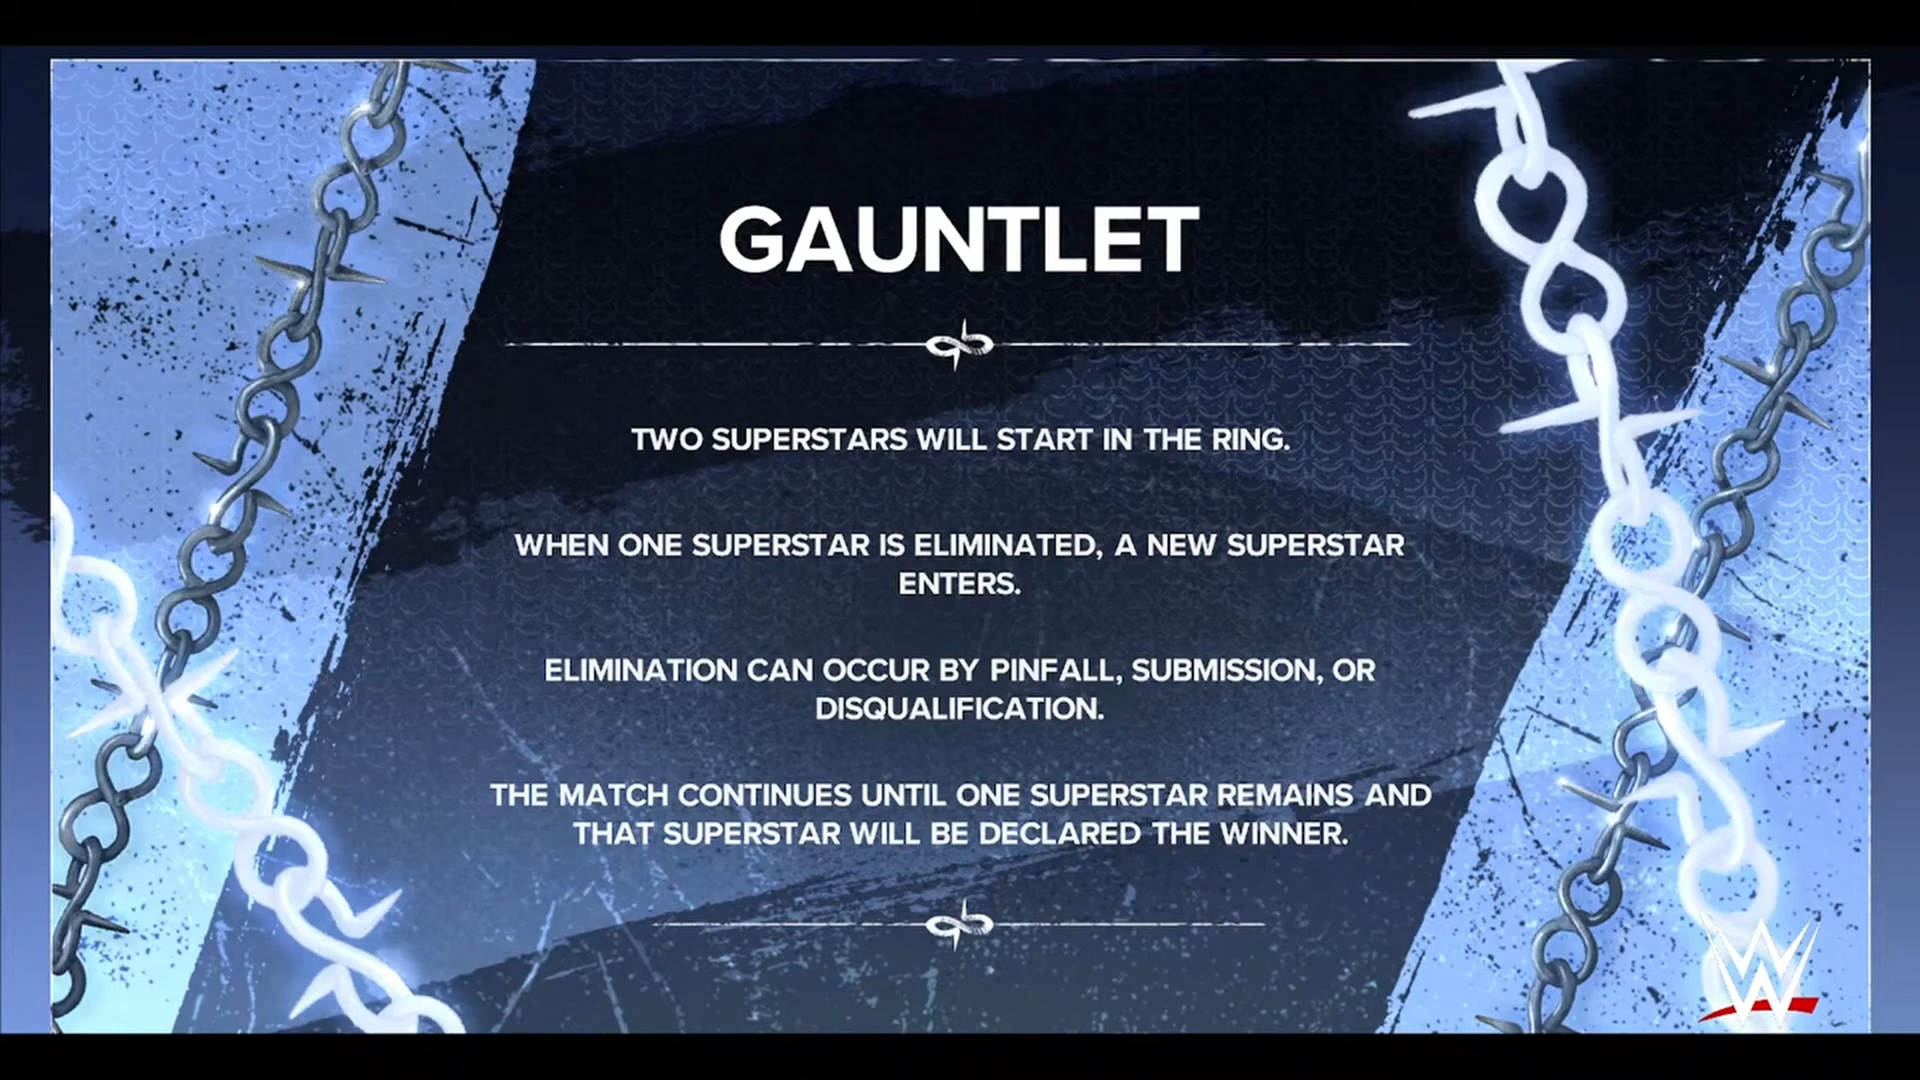 GAUNTLET
TWO SUPERSTARS WILL START IN THE RING.
WHEN ONE SUPERSTAR IS ELIMINATED, A NEW SUPERSTAR
ENTERS.
ELIMINATION CAN OCCUR BY PINFALL, SUBMISSION, OR
DISQUALIFICATION.
THE MATCH CONTINUES UNTIL ONE SUPERSTAR REMAINS AND
THAT SUPERSTAR WILL BE DECLARED THE WINNER.
W